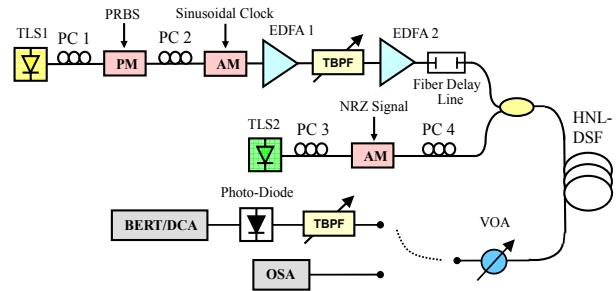 PRBS
Sinusoidal Clock
TLS1
PC 1
PC 2
EDFA 1
EDFA 2
PM
AM
TBPF
Fiber Delay
Line
NRZ Signal
TLS2
PC 3
PC 4
AM
HNL-
DSF
Photo-Diode
BERT/DCA
TBPF
VOA
OSA